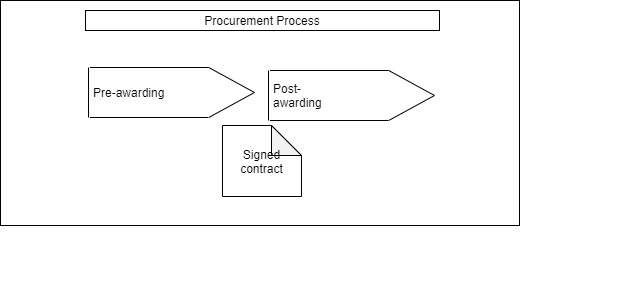 Procurement Process
Pre-awarding
Post-
awarding
Signed
contract